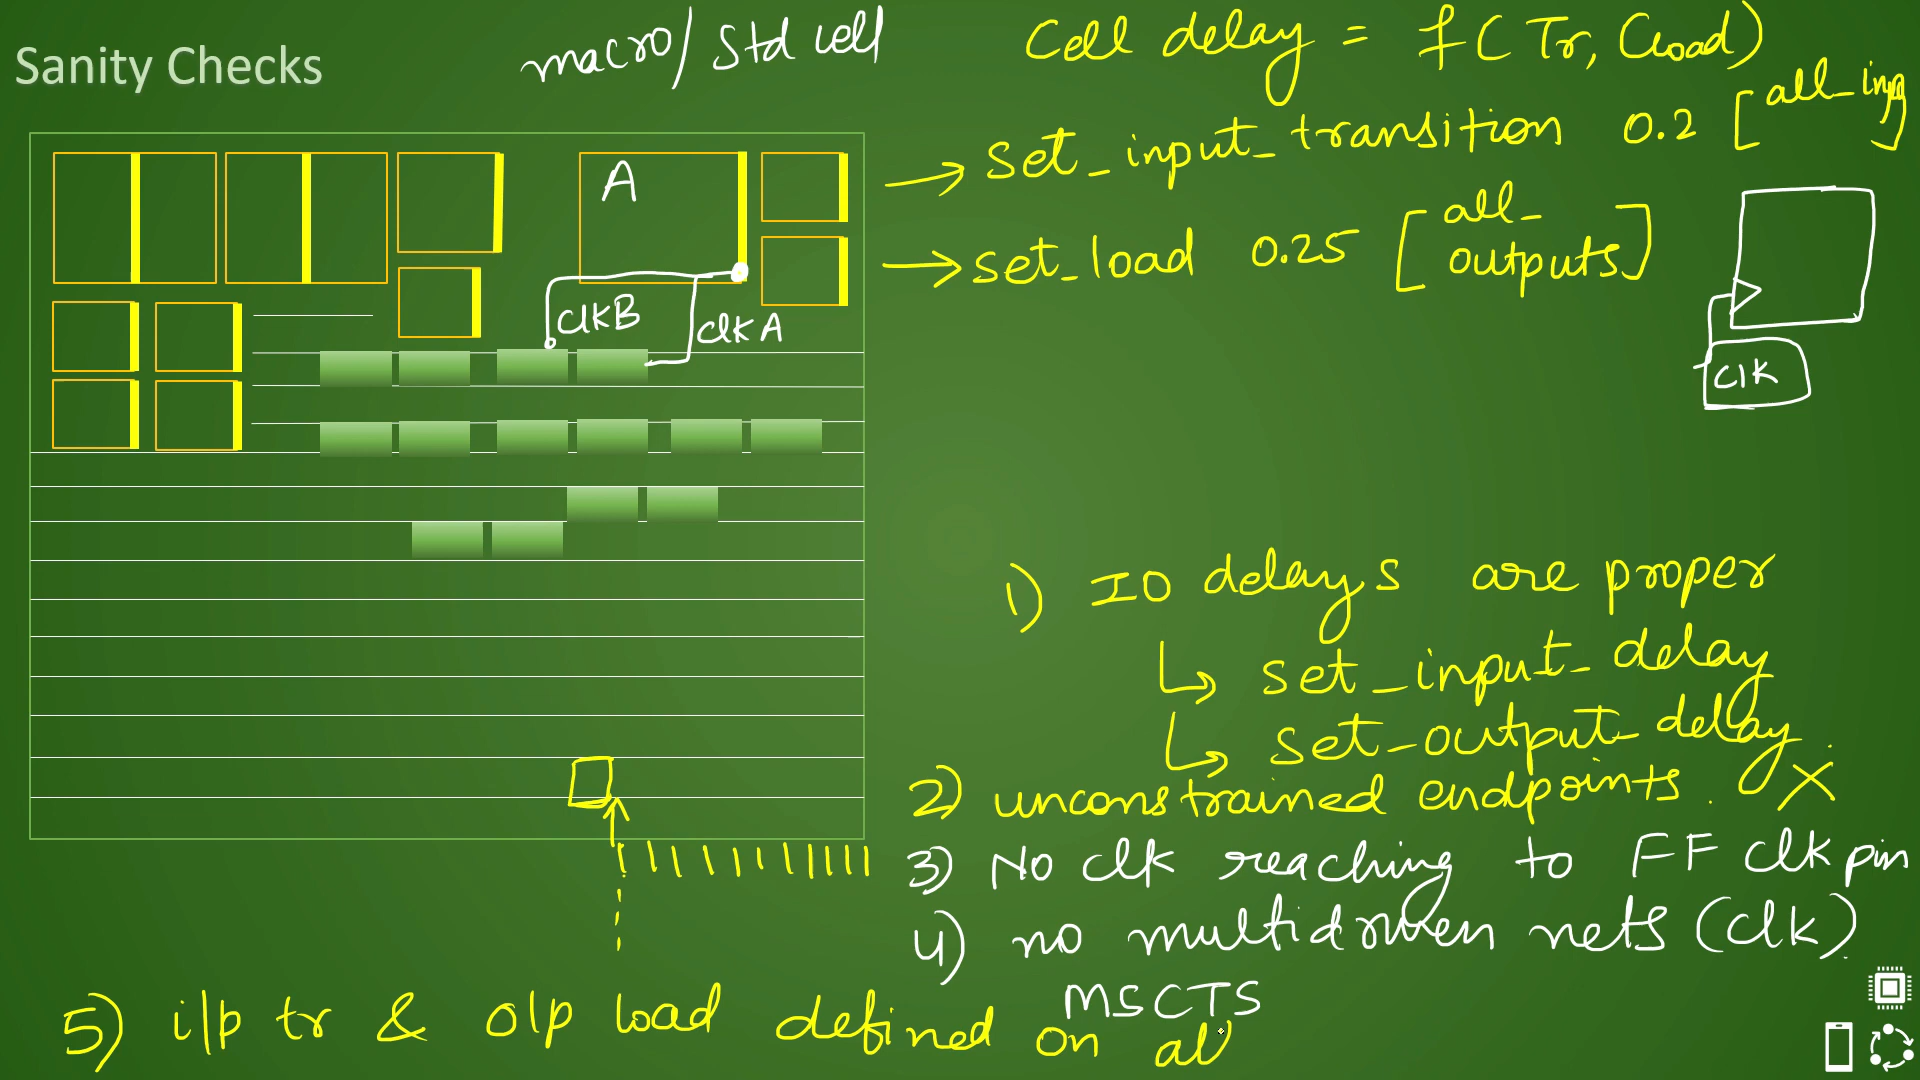 Sanity Checks
macro/ Std cell
Cell delay = f ( Tr, Cload)
→ set_input_transition 0.2 [all_inp]
→ set_load 0.25 [all_outputs]
A
clkB
clkA
clk
1) IO delays are proper
↳ set_input_delay
↳ set_output_delay
2) unconstrained endpoints. X
3) No clk reaching to FF clk pin
4) no multidriven nets (clk).
MSCTS
5) i/p tr & o/p load defined on al